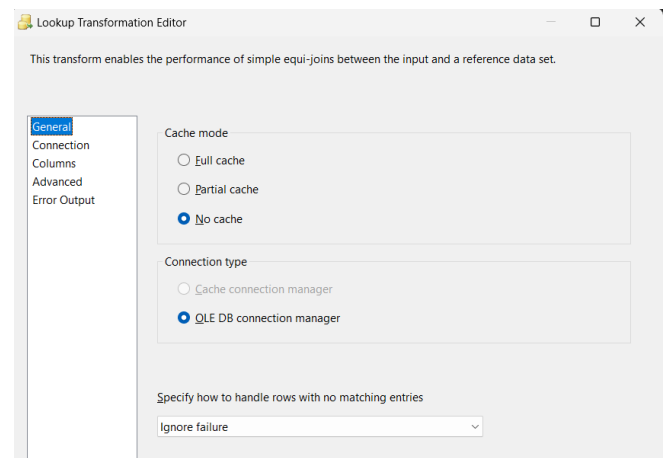 Lookup Transformation Editor
This transform enables the performance of simple equi-joins between the input and a reference data set.
General
Connection
Columns
Advanced
Error Output
Cache mode
Full cache
Partial cache
No cache
Connection type
Cache connection manager
OLE DB connection manager
Specify how to handle rows with no matching entries
Ignore failure